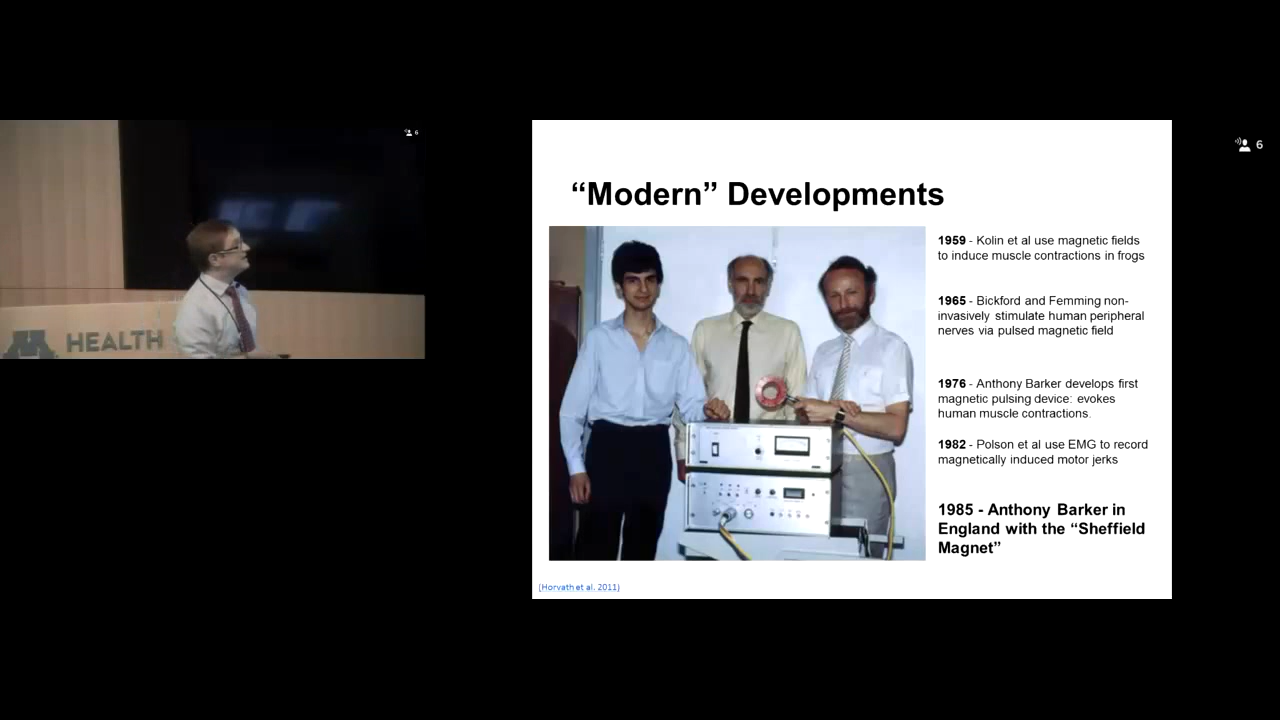 6
HEALTH
6
“Modern” Developments
1959 - Kolin et al use magnetic fields
to induce muscle contractions in frogs
1965 - Bickford and Femming non-
invasively stimulate human peripheral
nerves via pulsed magnetic field
1976 - Anthony Barker develops first
magnetic pulsing device: evokes
human muscle contractions.
1982 - Polson et al use EMG to record
magnetically induced motor jerks
1985 - Anthony Barker in
England with the “Sheffield
Magnet”
(Horvath et al. 2011)